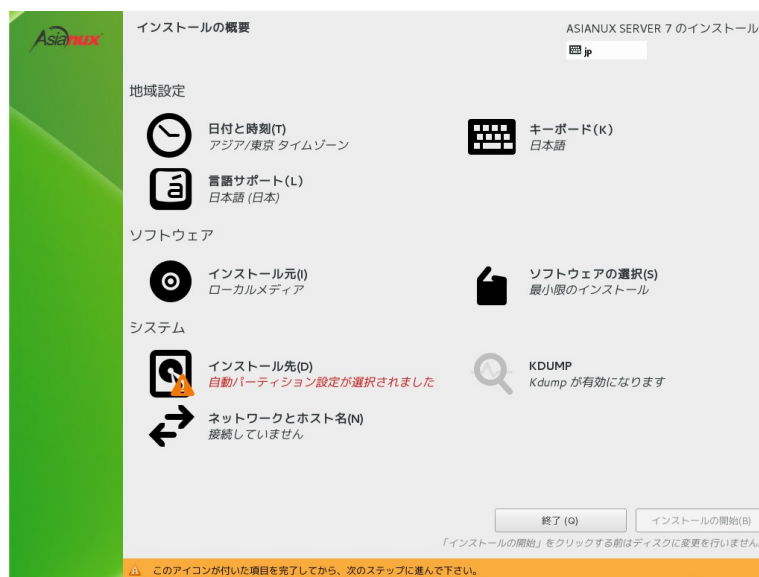 Asianux
インストールの概要
ASIANUX SERVER 7 のインストール
jp
地域設定
日付と時刻(T)
アジア/東京 タイムゾーン
キーボード(K)
日本語
言語サポート(L)
日本語 (日本)
ソフトウェア
インストール元(I)
ローカルメディア
ソフトウェアの選択(S)
最小限のインストール
システム
インストール先(D)
自動パーティション設定が選択されました
KDUMP
Kdump が有効になります
ネットワークとホスト名(N)
接続していません
終了 (Q)
インストールの開始(B)
「インストールの開始」をクリックする前はディスクに変更を行いません。
このアイコンが付いた項目を完了してから、次のステップに進んで下さい。